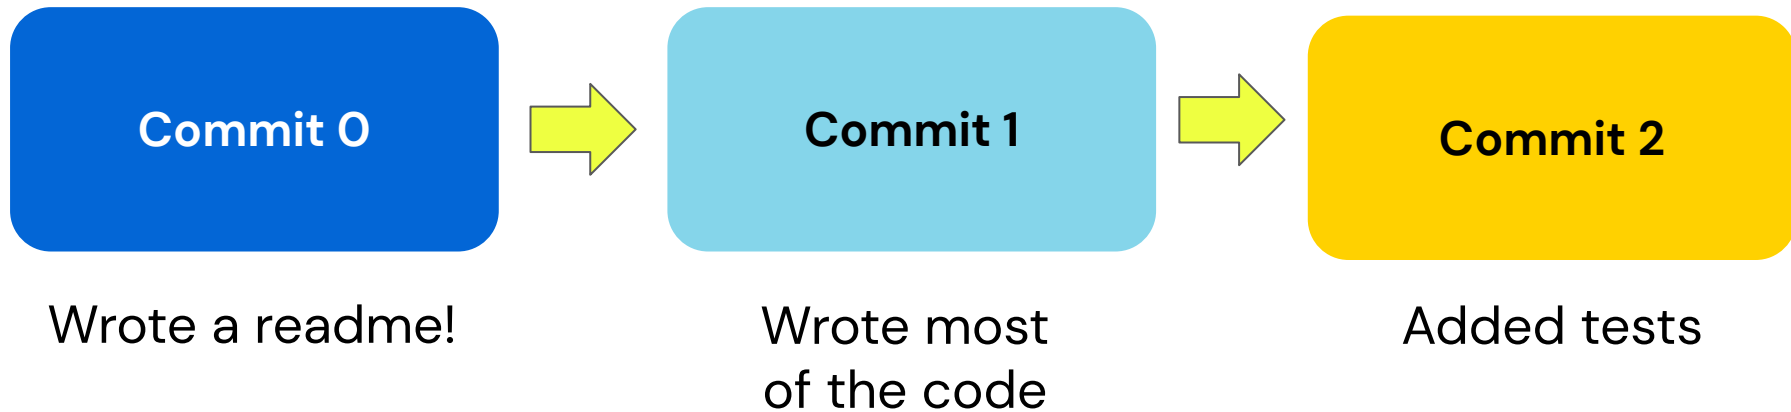 Commit 0
Commit 1
Commit 2
Wrote a readme!
Wrote most
of the code
Added tests